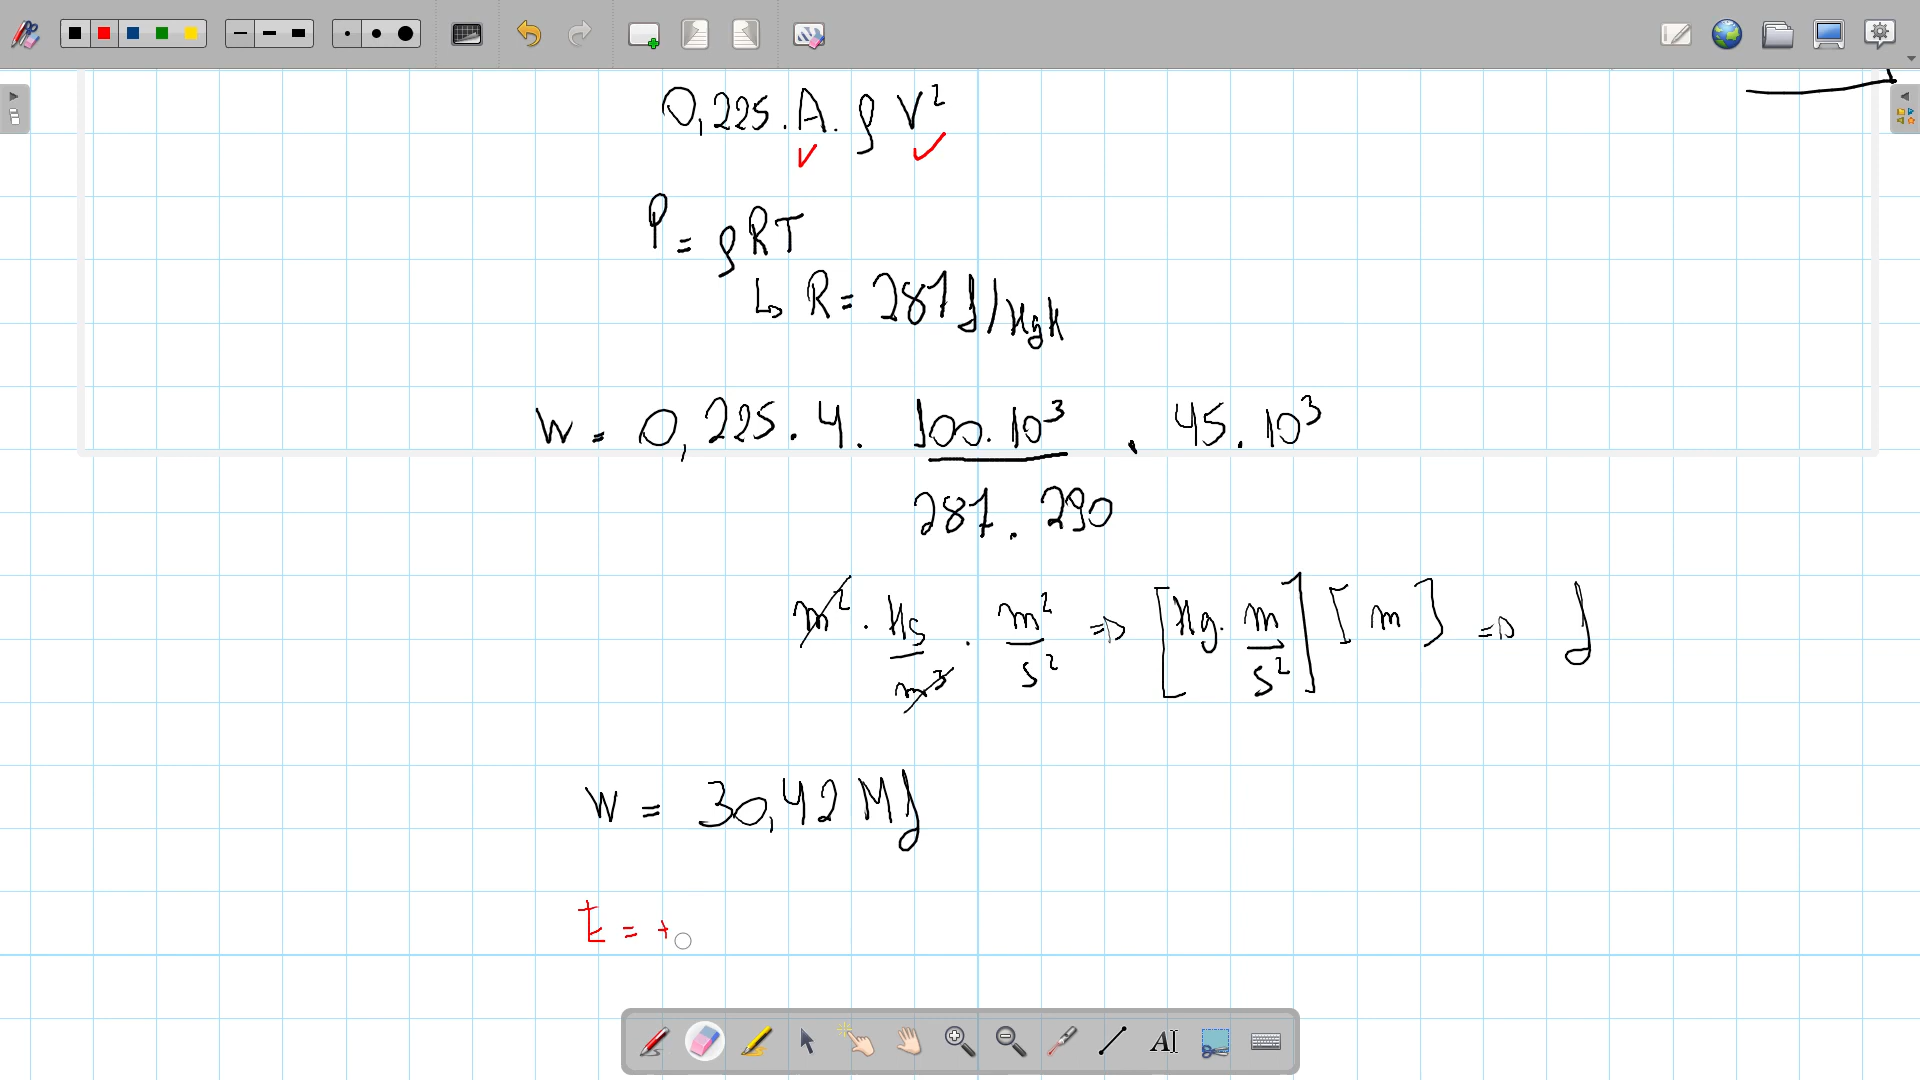 0,225 . A . ρ V²
P = ρRT
↳ R = 287 J/KgK
W = 0,225 . 4 . 100 . 10³ / 287 . 290 . 45 . 10³
m² . Kg/m³ . m²/s² => [Kg . m/s²] [m] => J
W = 30,42 MJ
E = +
AI